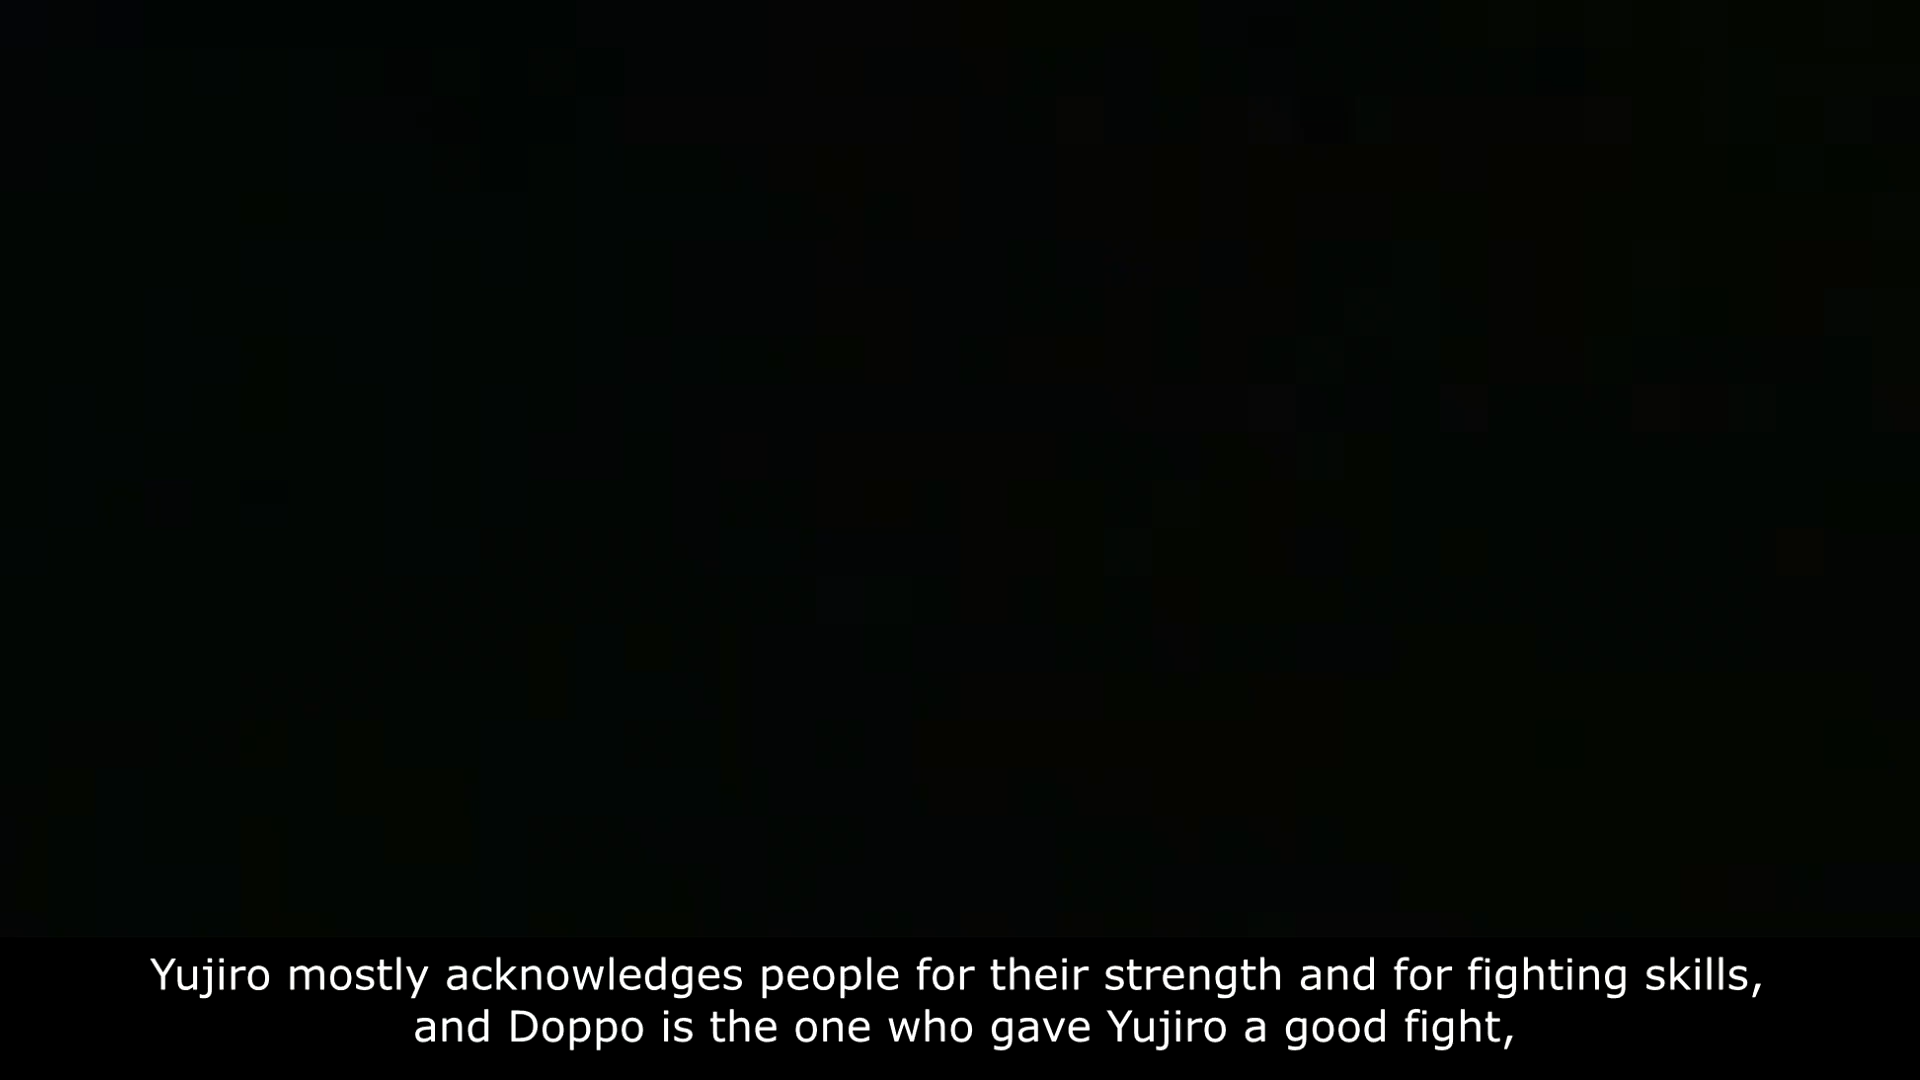 Yujiro mostly acknowledges people for their strength and for fighting skills,
and Doppo is the one who gave Yujiro a good fight,